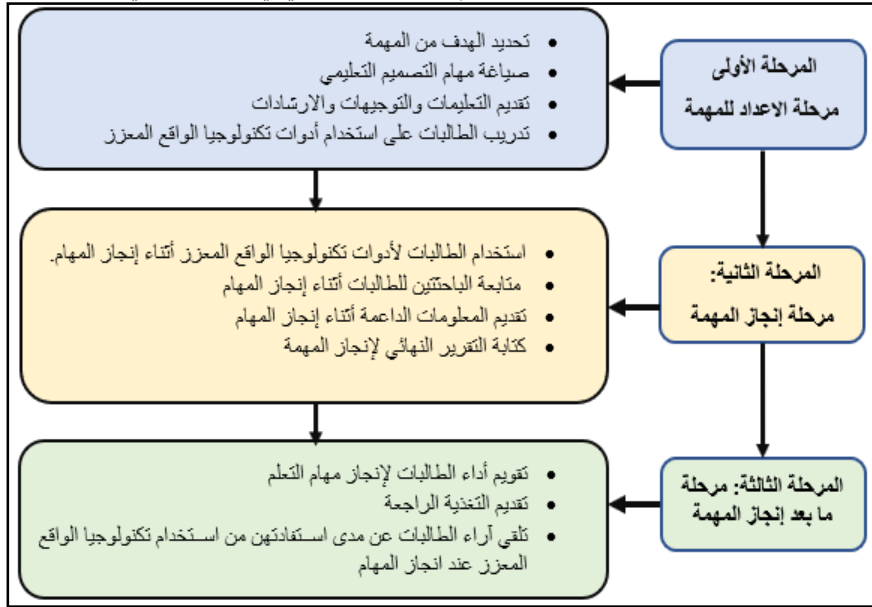 المرحلة الأولى
مرحلة الاعداد للمهمة
• تحديد الهدف من المهمة
• صياغة مهام التصميم التعليمي
• تقديم التعليمات والتوجيهات والارشادات
• تدريب الطالبات على استخدام أدوات تكنولوجيا الواقع المعزز
المرحلة الثانية:
مرحلة إنجاز المهمة
• استخدام الطالبات لأدوات تكنولوجيا الواقع المعزز أثناء إنجاز المهام.
• متابعة الباحثتين للطالبات أثناء إنجاز المهام
• تقديم المعلومات الداعمة أثناء إنجاز المهام
• كتابة التقرير النهائي لإنجاز المهمة
المرحلة الثالثة: مرحلة
ما بعد إنجاز المهمة
• تقويم أداء الطالبات لإنجاز مهام التعلم
• تقديم التغذية الراجعة
• تلقي آراء الطالبات عن مدى استفادتهن من استخدام تكنولوجيا الواقع
المعزز عند انجاز المهام